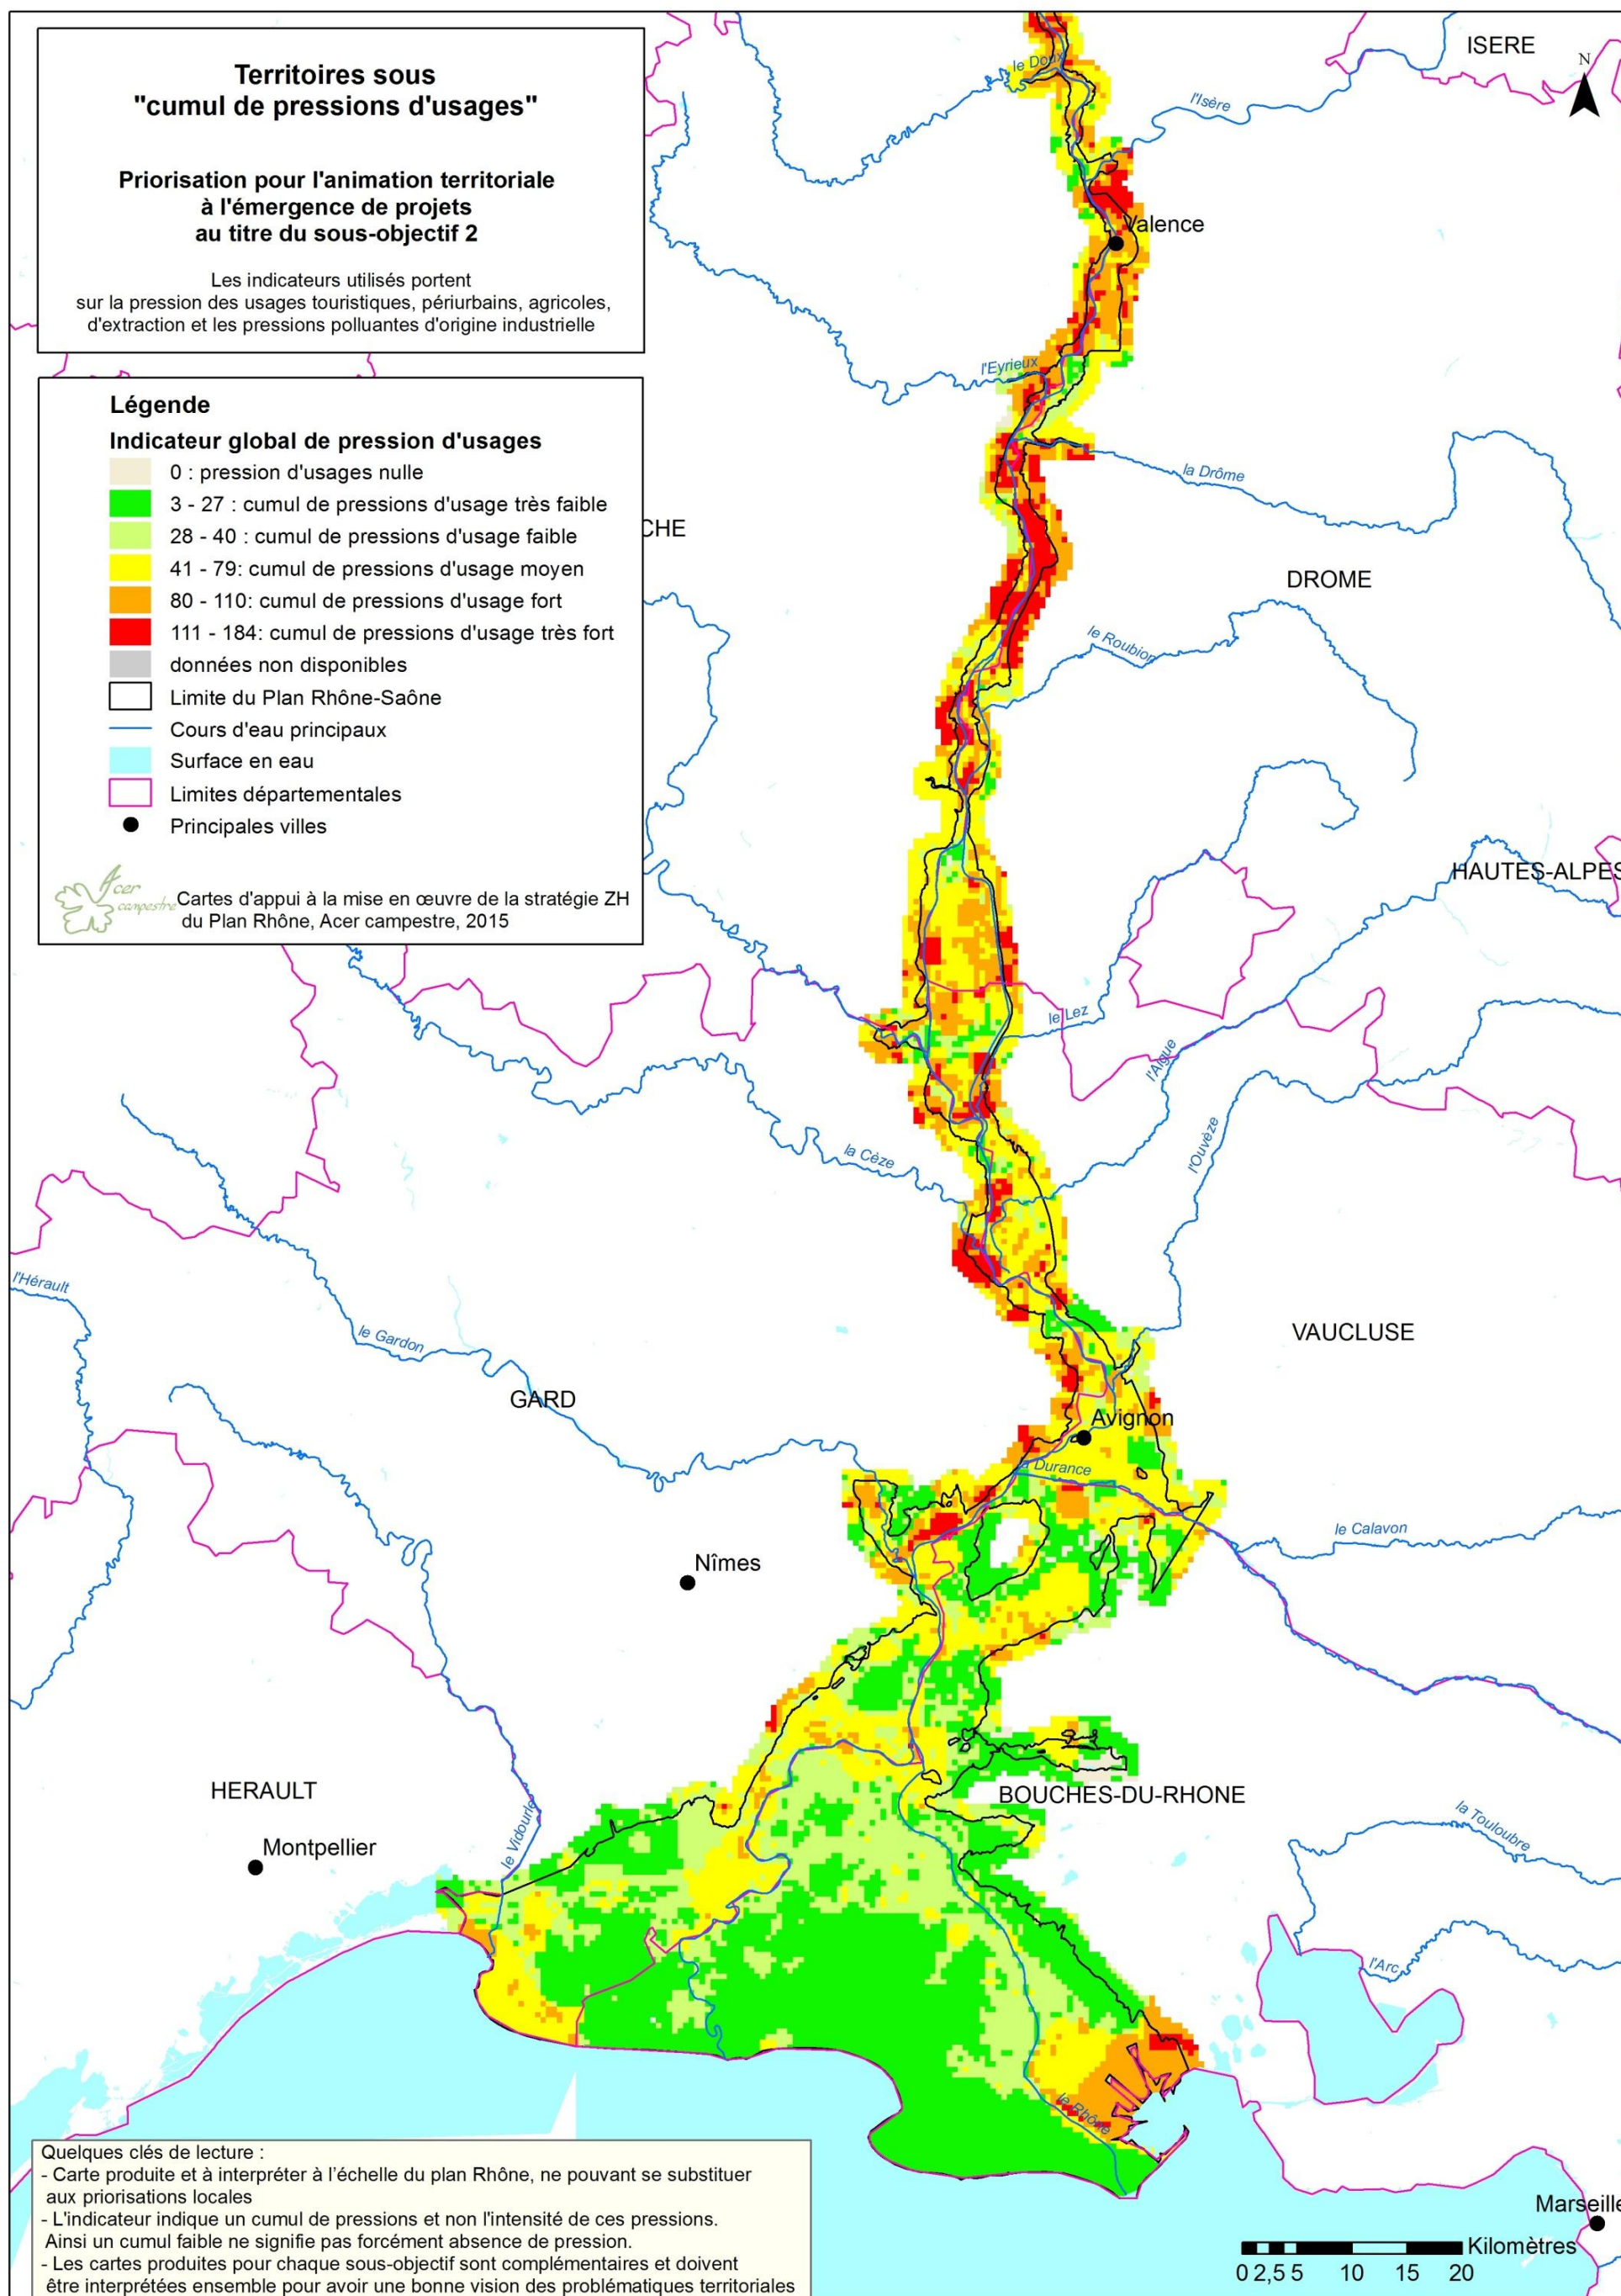 Territoires sous
"cumul de pressions d'usages"
Priorisation pour l'animation territoriale
à l'émergence de projets
au titre du sous-objectif 2
Les indicateurs utilisés portent
sur la pression des usages touristiques, périurbains, agricoles,
d'extraction et les pressions polluantes d'origine industrielle
Légende
Indicateur global de pression d'usages
0 : pression d'usages nulle
3 - 27 : cumul de pressions d'usage très faible
28 - 40 : cumul de pressions d'usage faible
41 - 79: cumul de pressions d'usage moyen
80 - 110: cumul de pressions d'usage fort
111 - 184: cumul de pressions d'usage très fort
données non disponibles
Limite du Plan Rhône-Saône
Cours d'eau principaux
Surface en eau
Limites départementales
Principales villes
Acer
campestre
Cartes d'appui à la mise en œuvre de la stratégie ZH
du Plan Rhône, Acer campestre, 2015
ISERE
N
le Doux
l'Isère
Valence
l'Eyrieux
la Drôme
CHE
DROME
le Roubion
HAUTES-ALPES
le Lez
l'Aigue
l'Ouvèze
la Cèze
l'Hérault
le Gardon
VAUCLUSE
GARD
Avignon
la Durance
le Calavon
Nîmes
HERAULT
BOUCHES-DU-RHONE
la Touloubre
le Vidourle
Montpellier
l'Arc
le Rhône
Marseille
Quelques clés de lecture :
- Carte produite et à interpréter à l'échelle du plan Rhône, ne pouvant se substituer
aux priorisations locales
- L'indicateur indique un cumul de pressions et non l'intensité de ces pressions.
Ainsi un cumul faible ne signifie pas forcément absence de pression.
- Les cartes produites pour chaque sous-objectif sont complémentaires et doivent
être interprétées ensemble pour avoir une bonne vision des problématiques territoriales
Kilomètres
0 2,5 5 10 15 20